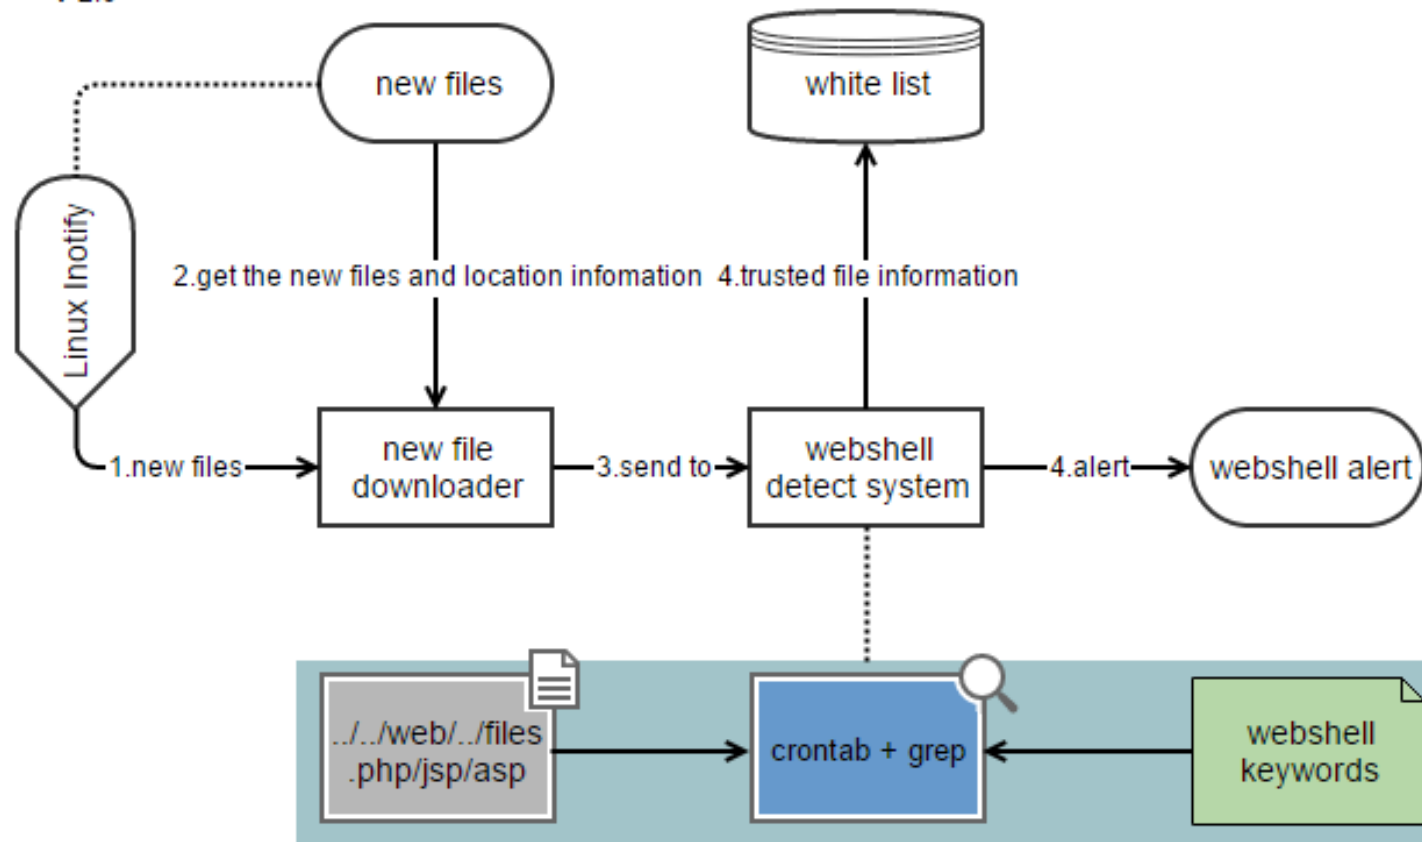 new files
white list
Linux Inotify
2.get the new files and location infomation
4.trusted file information
1.new files
new file
downloader
3.send to
webshell
detect system
4.alert
webshell alert
../../web/../files
.php/jsp/asp
crontab + grep
webshell
keywords